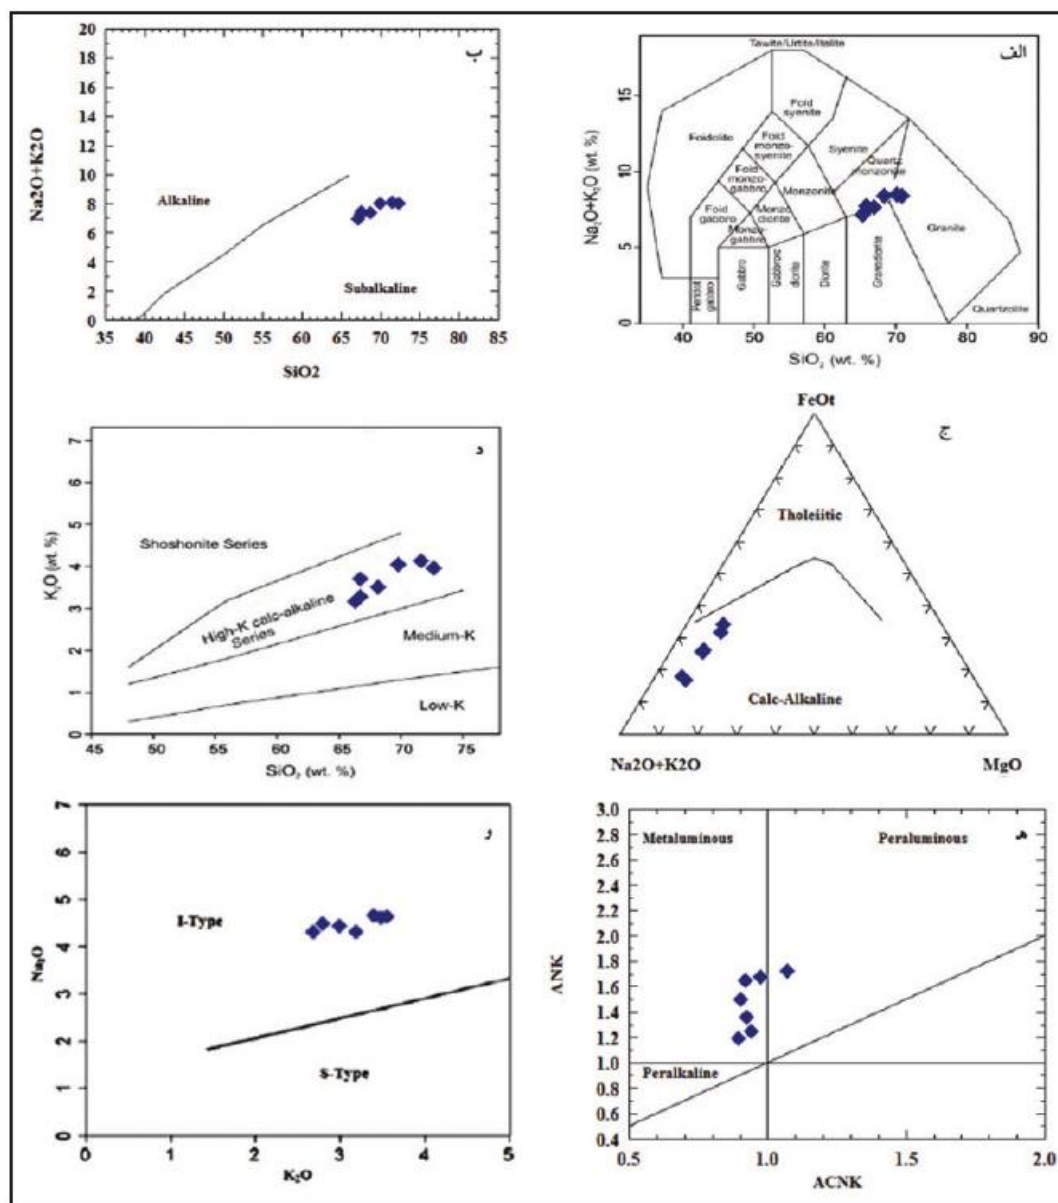 ب
20
18
16
14
12
10
8
6
4
2
0
Na2O+K2O
Alkaline
Subalkaline
35 40 45 50 55 60 65 70 75 80 85
SiO2
الف
Tawite/Urtite/Italite
Foid
syenite
Foidolite
Foid
monzo-
syenite
Syenite
Quartz
monzonite
Foid
monzo-
gabbro
Monzonite
Foid
gabbro
Monzo
diorite
Monzo-
gabbro
Granite
Peridot
gabbro
Gabbro
Gabbroic
diorite
Diorite
Granodiorite
Quartzolite
15
10
5
0
Na2O+K2O (wt. %)
40 50 60 70 80 90
SiO2 (wt. %)
د
7
6
5
4
3
2
1
0
K2O (wt. %)
Shoshonite Series
High-K calc-alkaline
Series
Medium-K
Low-K
45 50 55 60 65 70 75
SiO2 (wt. %)
ج
FeOt
Tholeiitic
Calc-Alkaline
Na2O+K2O
MgO
ر
7
6
5
4
3
2
1
0
Na2O
I-Type
S-Type
0 1 2 3 4 5
K2O
ه
3.0
2.8
2.6
2.4
2.2
2.0
1.8
1.6
1.4
1.2
1.0
0.8
0.6
0.4
ANK
Metaluminous
Peraluminous
Peralkaline
0.5 1.0 1.5 2.0
ACNK